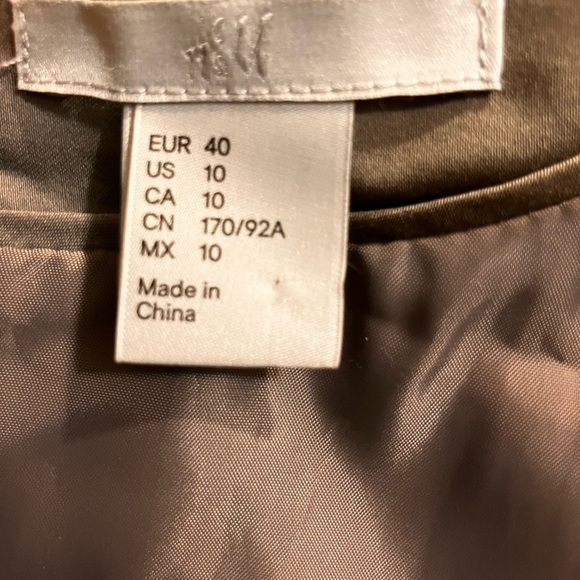 EUR 40
US 10
CA 10
CN 170/92A
MX 10
Made in
China